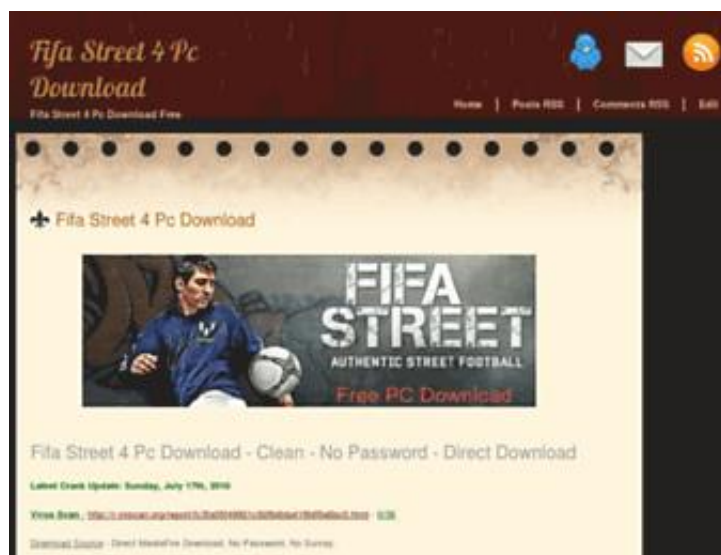 Fifa Street 4 Pc
Download
Fifa Street 4 Pc Download Free
Home | Posts RSS | Comments RSS | Edit
Fifa Street 4 Pc Download
FIFA
STREET
AUTHENTIC STREET FOOTBALL
Free PC Download
Fifa Street 4 Pc Download - Clean - No Password - Direct Download
Latest Crack Update: Sunday, July 17th,
Virus Scan :
Download Source - Direct MediaFire Download, No Password, No Survey